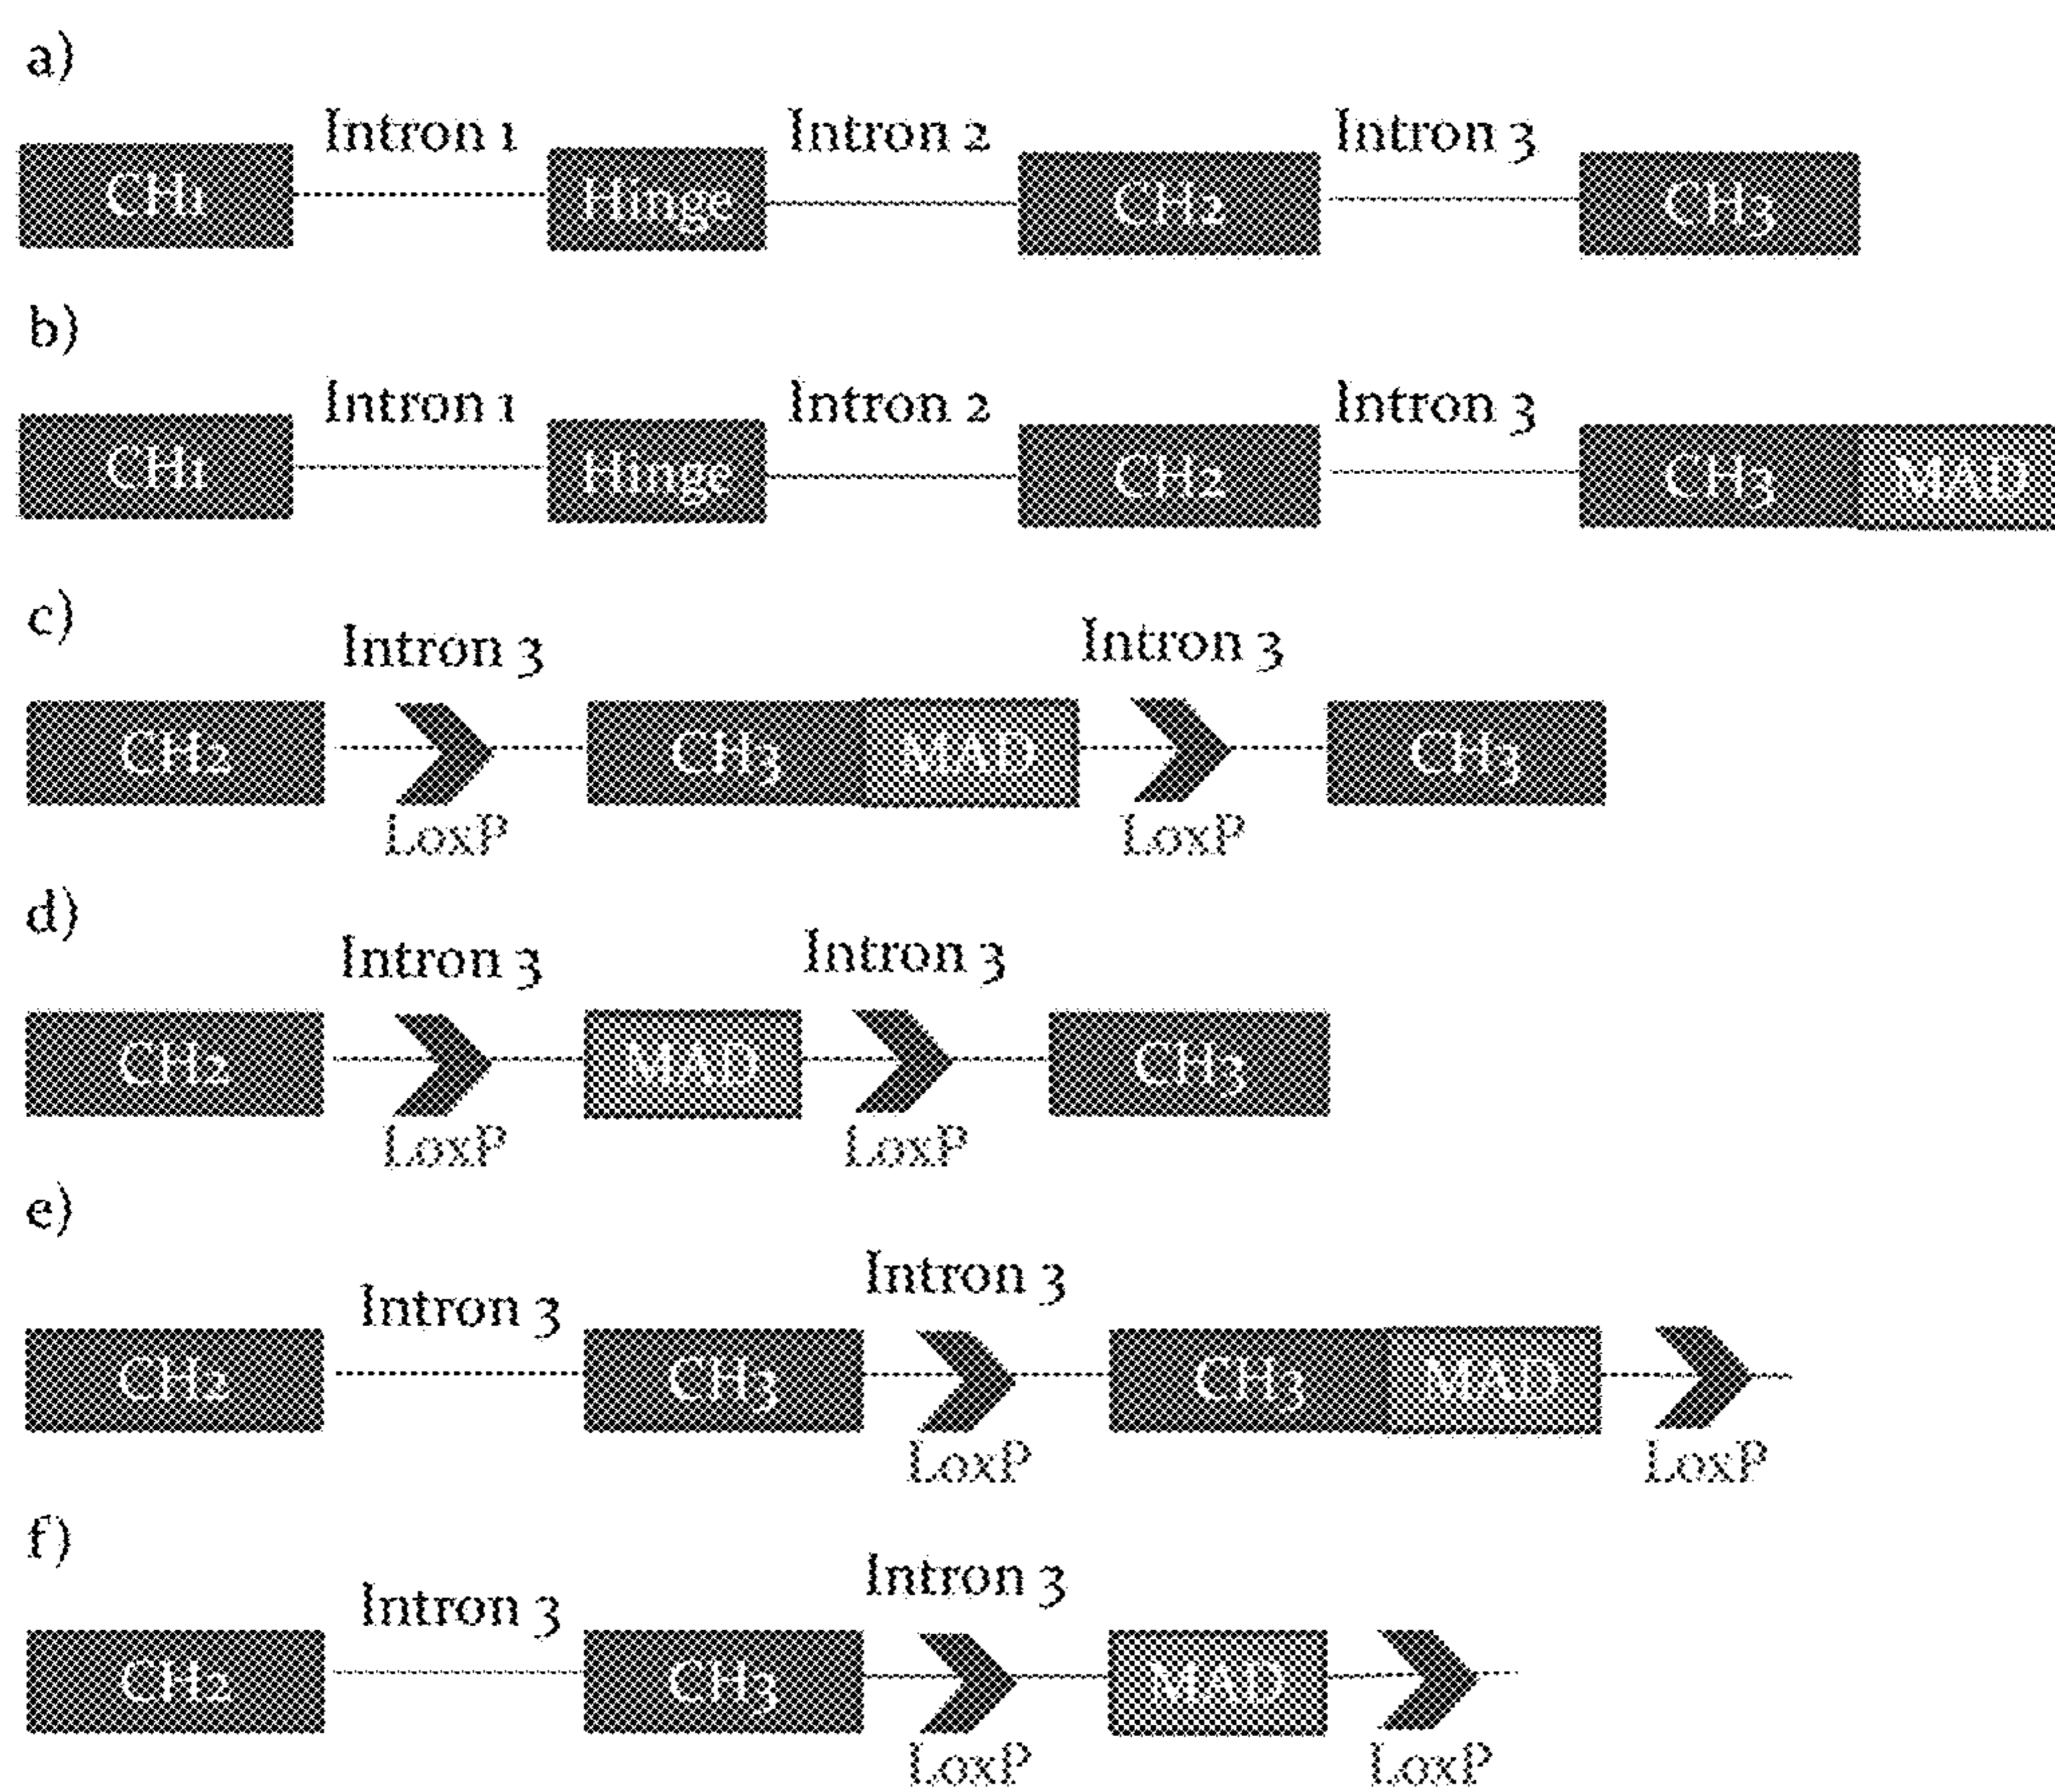 a)
Intron 1 Intron 2 Intron 3
CH1 Hinge CH2 CH3
b)
Intron 1 Intron 2 Intron 3
CH1 Hinge CH2 CH3 MAD
c)
Intron 3 Intron 3
CH2 CH3 MAD CH3
LoxP LoxP
d)
Intron 3 Intron 3
CH2 MAD CH3
LoxP LoxP
e)
Intron 3 Intron 3
CH2 CH3 CH3 MAD
LoxP LoxP
f)
Intron 3 Intron 3
CH2 CH3 MAD
LoxP LoxP